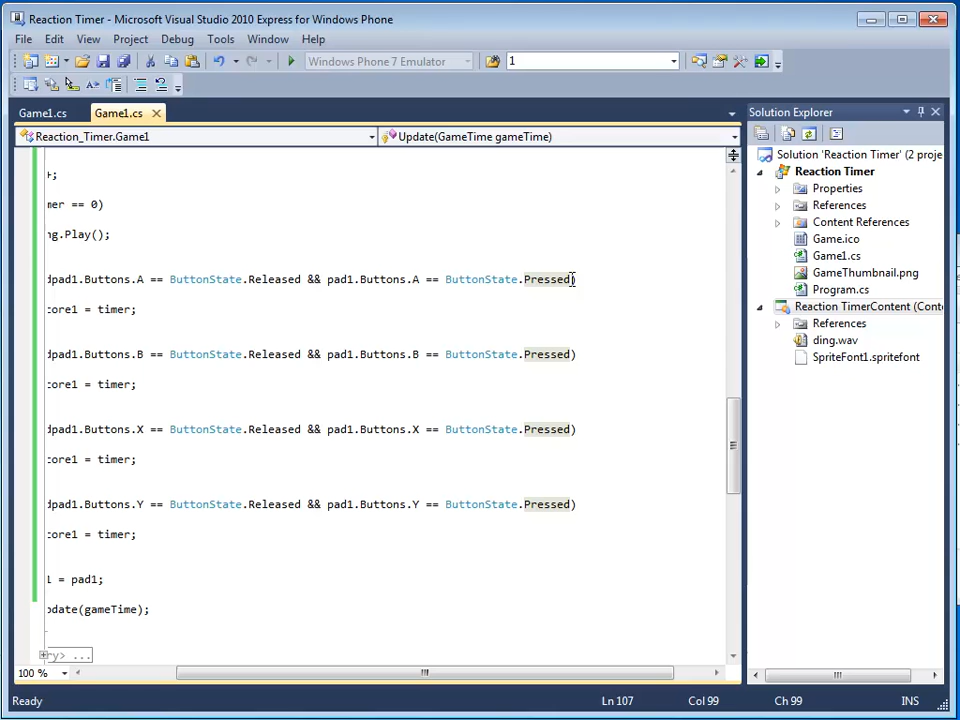 Reaction Timer - Microsoft Visual Studio 2010 Express for Windows Phone
File Edit View Project Debug Tools Window Help
Windows Phone 7 Emulator 1
Game1.cs Game1.cs
Reaction_Timer.Game1 Update(GameTime gameTime)
+;
mer == 0)
ng.Play();
dpad1.Buttons.A == ButtonState.Released && pad1.Buttons.A == ButtonState.Pressed)
core1 = timer;
dpad1.Buttons.B == ButtonState.Released && pad1.Buttons.B == ButtonState.Pressed)
core1 = timer;
dpad1.Buttons.X == ButtonState.Released && pad1.Buttons.X == ButtonState.Pressed)
core1 = timer;
dpad1.Buttons.Y == ButtonState.Released && pad1.Buttons.Y == ButtonState.Pressed)
core1 = timer;
1 = pad1;
pdate(gameTime);
ry> ...
100 %
Solution Explorer
Solution 'Reaction Timer' (2 proje
Reaction Timer
Properties
References
Content References
Game.ico
Game1.cs
GameThumbnail.png
Program.cs
Reaction TimerContent (Conte
References
ding.wav
SpriteFont1.spritefont
Ready Ln 107 Col 99 Ch 99 INS